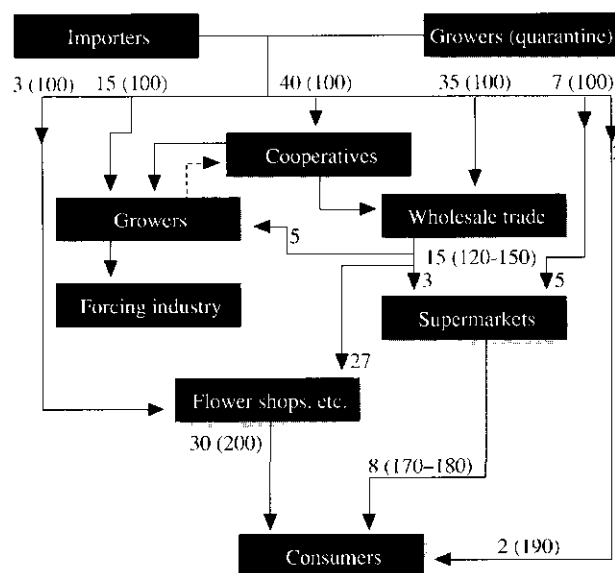 Importers
Growers (quarantine)
3 (100)
15 (100)
40 (100)
35 (100)
7 (100)
Cooperatives
Growers
Wholesale trade
5
15 (120-150)
3
5
Forcing industry
Supermarkets
27
Flower shops, etc.
30 (200)
8 (170–180)
2 (190)
Consumers